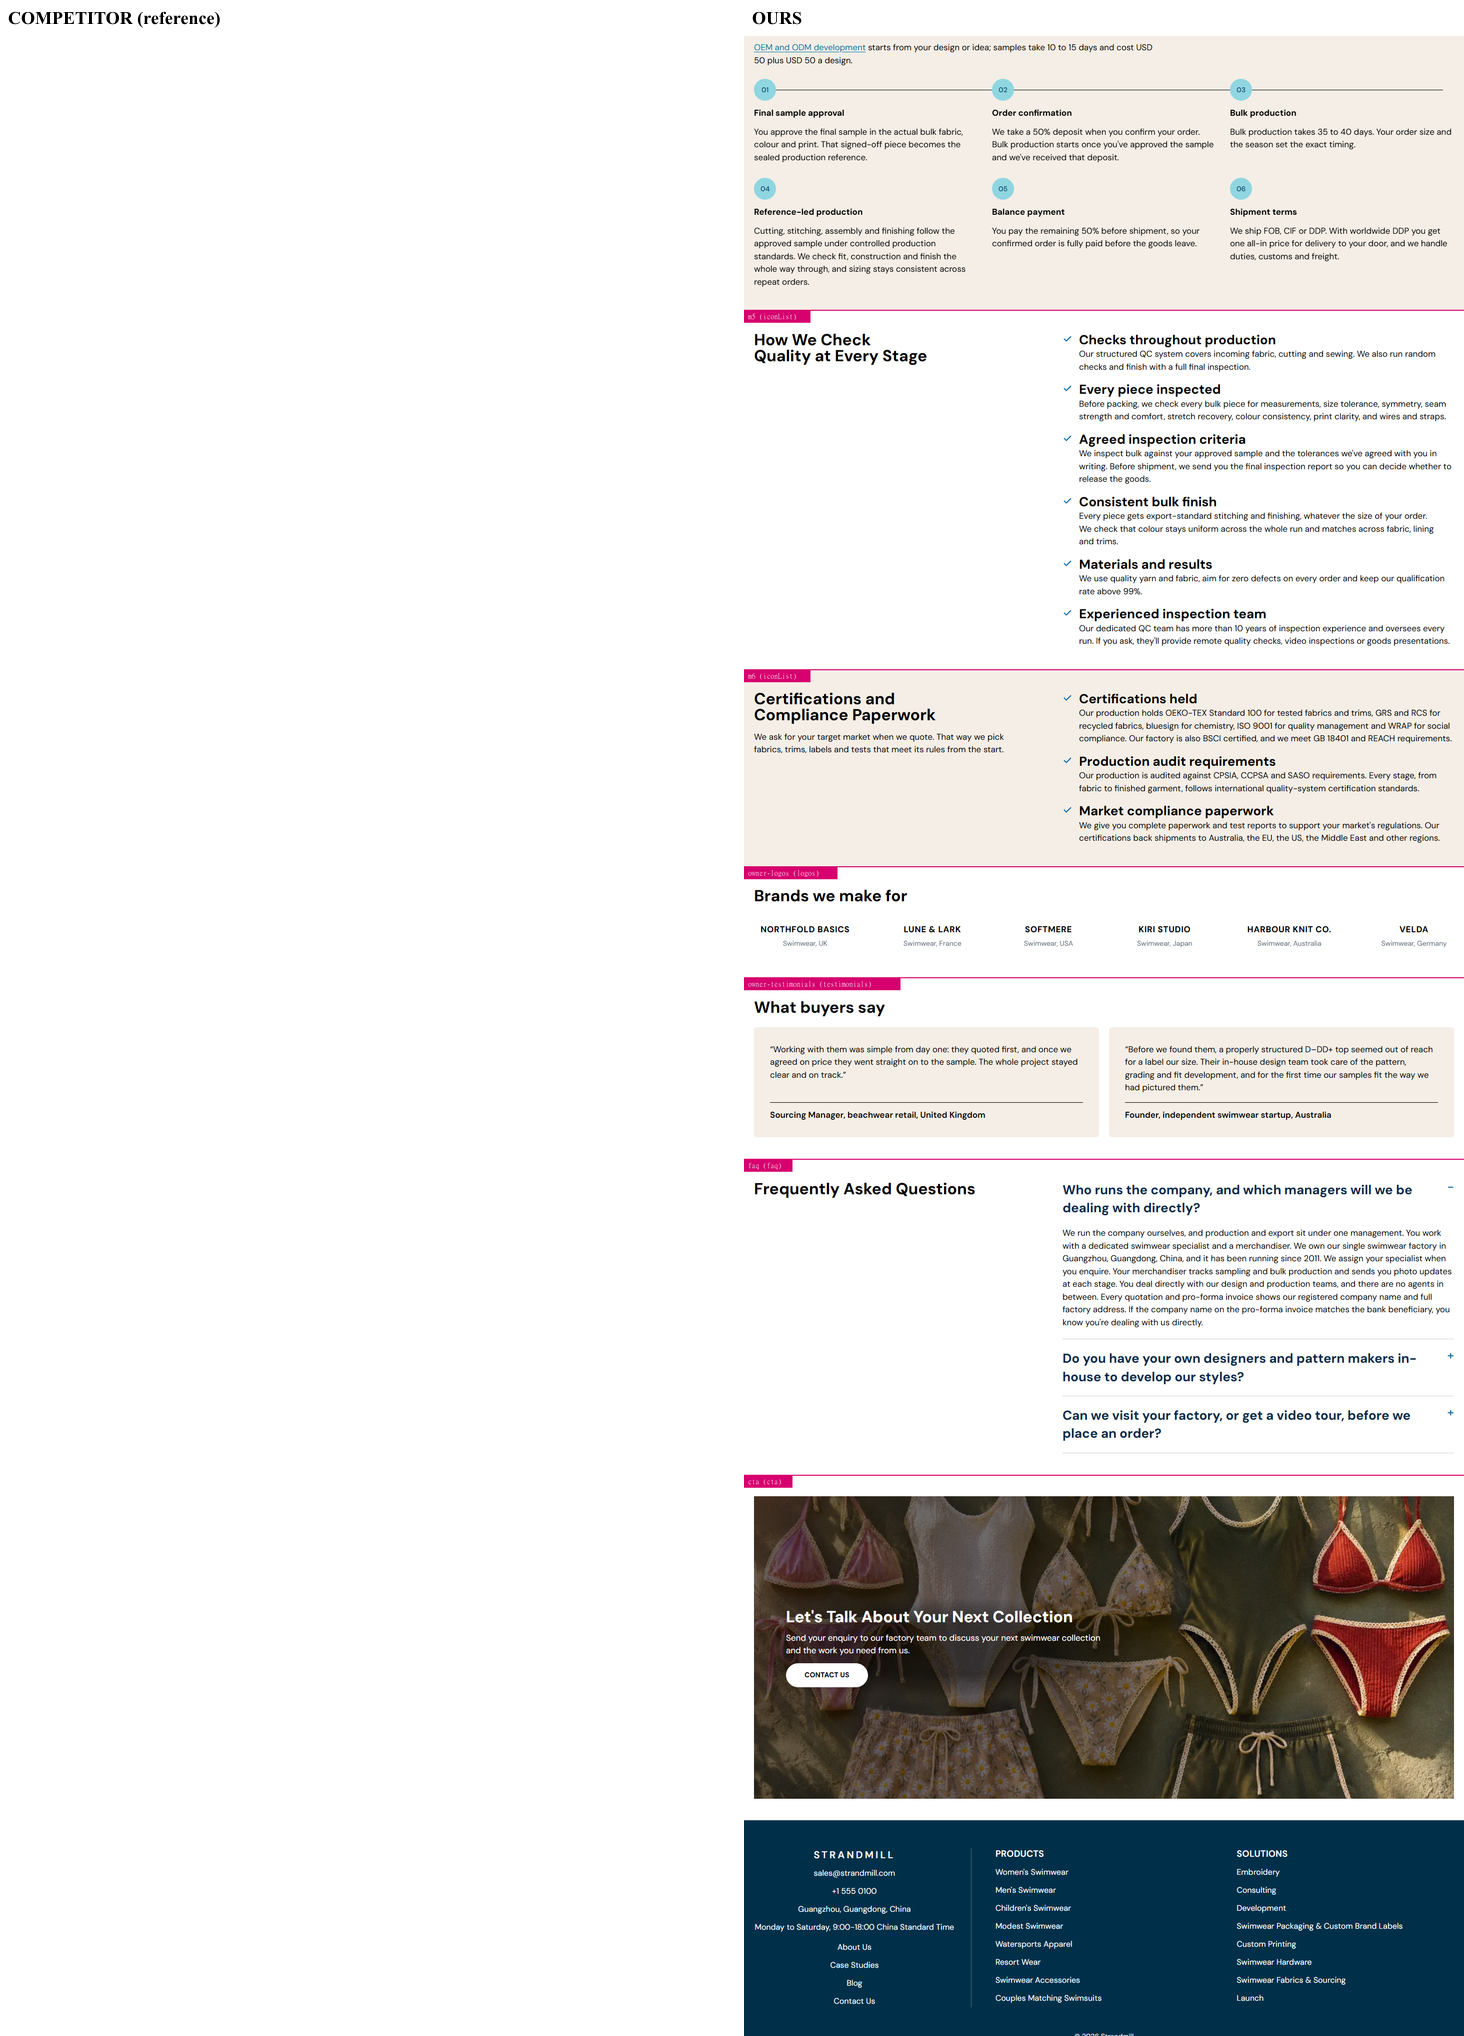 COMPETITOR (reference)
OURS
OEM and ODM development starts from your design or idea; samples take 10 to 15 days and cost USD
50 plus USD 50 a design.
01
02
03
Final sample approval
Order confirmation
Bulk production
You approve the final sample in the actual bulk fabric,
colour and print. That signed-off piece becomes the
sealed production reference.
We take a 50% deposit when you confirm your order.
Bulk production starts once you've approved the sample
and we've received that deposit.
Bulk production takes 35 to 40 days. Your order size and
the season set the exact timing.
04
05
06
Reference-led production
Balance payment
Shipment terms
Cutting, stitching, assembly and finishing follow the
approved sample under controlled production
standards. We check fit, construction and finish the
whole way through, and sizing stays consistent across
repeat orders.
You pay the remaining 50% before shipment, so your
confirmed order is fully paid before the goods leave.
We ship FOB, CIF or DDP. With worldwide DDP you get
one all-in price for delivery to your door, and we handle
duties, customs and freight.
m5 (iconList)
How We Check
Quality at Every Stage
Checks throughout production
Our structured QC system covers incoming fabric, cutting and sewing. We also run random
checks and finish with a full final inspection.
Every piece inspected
Before packing, we check every bulk piece for measurements, size tolerance, symmetry, seam
strength and comfort, stretch recovery, colour consistency, print clarity, and wires and straps.
Agreed inspection criteria
We inspect bulk against your approved sample and the tolerances we've agreed with you in
writing. Before shipment, we send you the final inspection report so you can decide whether to
release the goods.
Consistent bulk finish
Every piece gets export-standard stitching and finishing, whatever the size of your order.
We check that colour stays uniform across the whole run and matches across fabric, lining
and trims.
Materials and results
We use quality yarn and fabric, aim for zero defects on every order and keep our qualification
rate above 99%.
Experienced inspection team
Our dedicated QC team has more than 10 years of inspection experience and oversees every
run. If you ask, they'll provide remote quality checks, video inspections or goods presentations.
m6 (iconList)
Certifications and
Compliance Paperwork
We ask for your target market when we quote. That way we pick
fabrics, trims, labels and tests that meet its rules from the start.
Certifications held
Our production holds OEKO-TEX Standard 100 for tested fabrics and trims, GRS and RCS for
recycled fabrics, bluesign for chemistry, ISO 9001 for quality management and WRAP for social
compliance. Our factory is also BSCI certified, and we meet GB 18401 and REACH requirements.
Production audit requirements
Our production is audited against CPSIA, CCPSA and SASO requirements. Every stage, from
fabric to finished garment, follows international quality-system certification standards.
Market compliance paperwork
We give you complete paperwork and test reports to support your market's regulations. Our
certifications back shipments to Australia, the EU, the US, the Middle East and other regions.
owner-logos (logos)
Brands we make for
NORTHFOLD BASICS
LUNE & LARK
SOFTMERE
KIRI STUDIO
HARBOUR KNIT CO.
VELDA
Swimwear, UK
Swimwear, France
Swimwear, USA
Swimwear, Japan
Swimwear, Australia
Swimwear, Germany
owner-testimonials (testimonials)
What buyers say
“Working with them was simple from day one: they quoted first, and once we
agreed on price they went straight on to the sample. The whole project stayed
clear and on track.”
Sourcing Manager, beachwear retail, United Kingdom
“Before we found them, a properly structured D–DD+ top seemed out of reach
for a label our size. Their in-house design team took care of the pattern,
grading and fit development, and for the first time our samples fit the way we
had pictured them.”
Founder, independent swimwear startup, Australia
faq (faq)
Frequently Asked Questions
Who runs the company, and which managers will we be
dealing with directly?
−
We run the company ourselves, and production and export sit under one management. You work
with a dedicated swimwear specialist and a merchandiser. We own our single swimwear factory in
Guangzhou, Guangdong, China, and it has been running since 2011. We assign your specialist when
you enquire. Your merchandiser tracks sampling and bulk production and sends you photo updates
at each stage. You deal directly with our design and production teams, and there are no agents in
between. Every quotation and pro-forma invoice shows our registered company name and full
factory address. If the company name on the pro-forma invoice matches the bank beneficiary, you
know you're dealing with us directly.
Do you have your own designers and pattern makers in-
house to develop our styles?
+
Can we visit your factory, or get a video tour, before we
place an order?
+
cta (cta)
Let's Talk About Your Next Collection
Send your enquiry to our factory team to discuss your next swimwear collection
and the work you need from us.
CONTACT US
STRANDMILL
sales@strandmill.com
+1 555 0100
Guangzhou, Guangdong, China
Monday to Saturday, 9:00-18:00 China Standard Time
About Us
Case Studies
Blog
Contact Us
PRODUCTS
Women's Swimwear
Men's Swimwear
Children's Swimwear
Modest Swimwear
Watersports Apparel
Resort Wear
Swimwear Accessories
Couples Matching Swimsuits
SOLUTIONS
Embroidery
Consulting
Development
Swimwear Packaging & Custom Brand Labels
Custom Printing
Swimwear Hardware
Swimwear Fabrics & Sourcing
Launch
© 2026 Strandmill